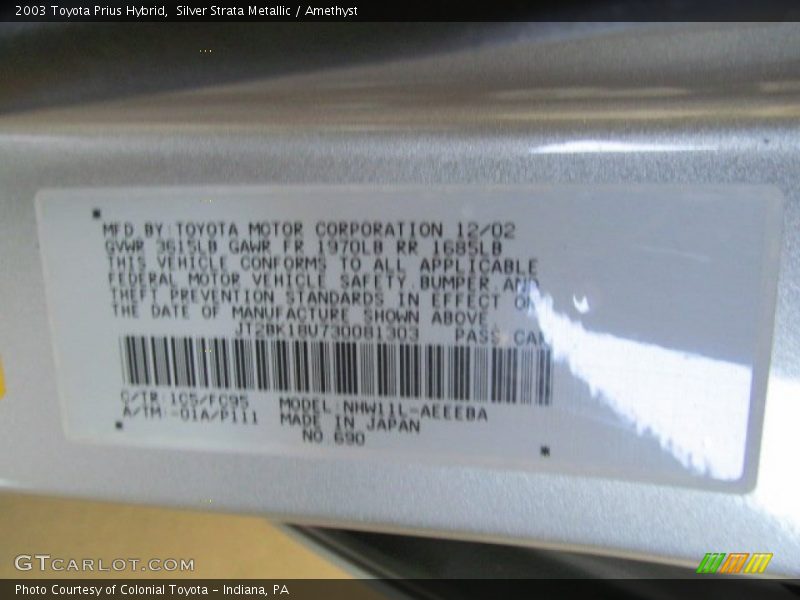 2003 Toyota Prius Hybrid, Silver Strata Metallic / Amethyst
MFD BY:TOYOTA MOTOR CORPORATION 12/02
GVWR 3615LB GAWR FR 1970LB RR 1685LB
THIS VEHICLE CONFORMS TO ALL APPLICABLE
FEDERAL MOTOR VEHICLE SAFETY,BUMPER,AND
THEFT PREVENTION STANDARDS IN EFFECT ON
THE DATE OF MANUFACTURE SHOWN ABOVE
JT2BK18U730081303 PASS CAR
C/TR:1C5/FC95 MODEL:NHW11L-AEEEBA
A/TM:-01A/P111 MADE IN JAPAN
NO 690
GTCARLOT.COM
Photo Courtesy of Colonial Toyota - Indiana, PA